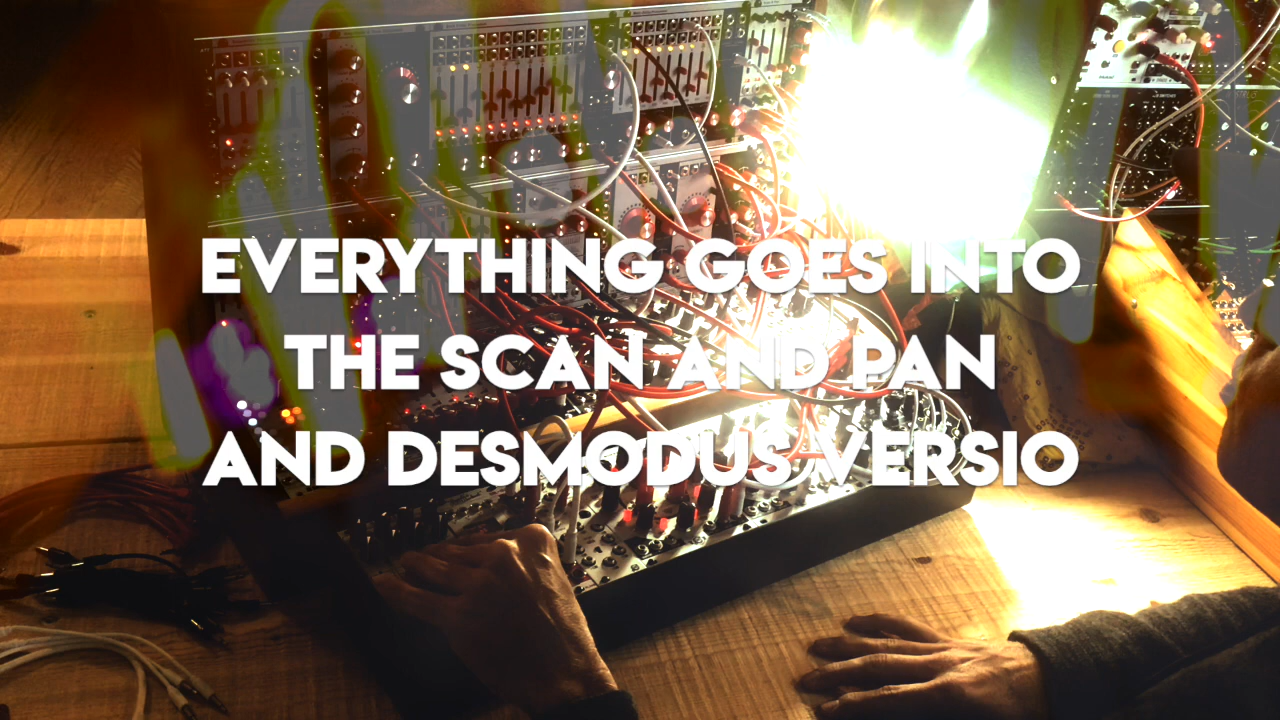 EVERYTHING GOES INTO
THE SCAN AND PAN
AND DESMODUS VERSIO